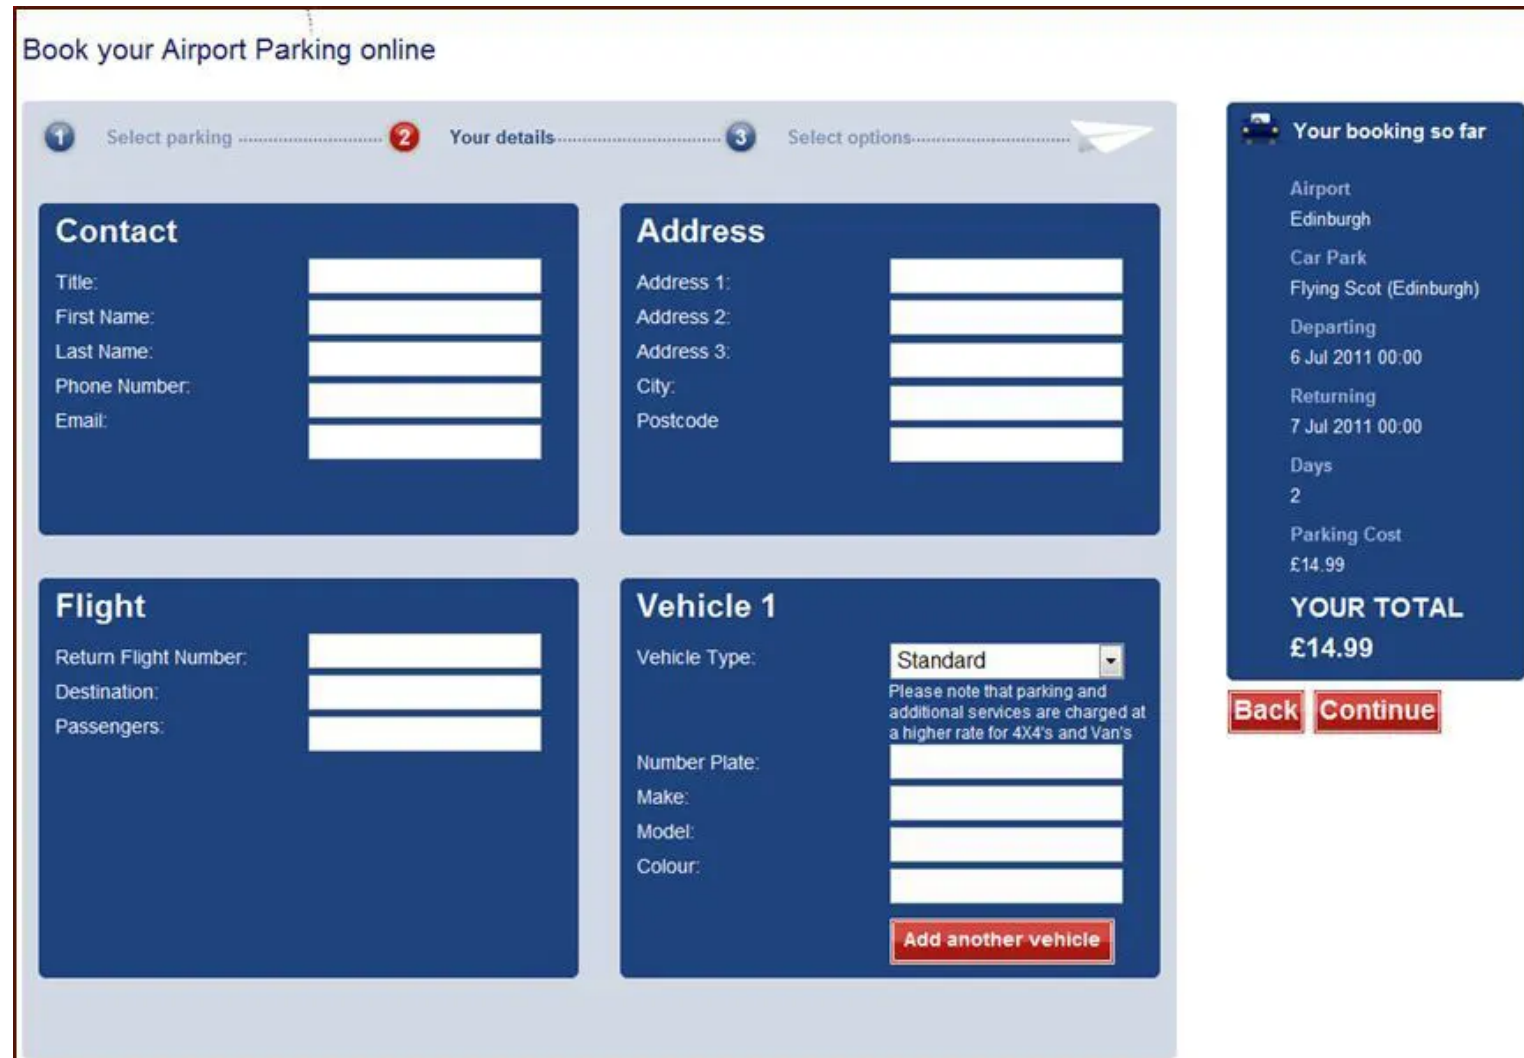 Book your Airport Parking online
1 Select parking 2 Your details 3 Select options
Contact
Title:
First Name:
Last Name:
Phone Number:
Email:
Address
Address 1:
Address 2:
Address 3:
City:
Postcode
Flight
Return Flight Number:
Destination:
Passengers:
Vehicle 1
Vehicle Type:
Standard
Please note that parking and
additional services are charged at
a higher rate for 4X4's and Van's
Number Plate:
Make:
Model:
Colour:
Add another vehicle
Your booking so far
Airport
Edinburgh
Car Park
Flying Scot (Edinburgh)
Departing
6 Jul 2011 00:00
Returning
7 Jul 2011 00:00
Days
2
Parking Cost
£14.99
YOUR TOTAL
£14.99
Back Continue